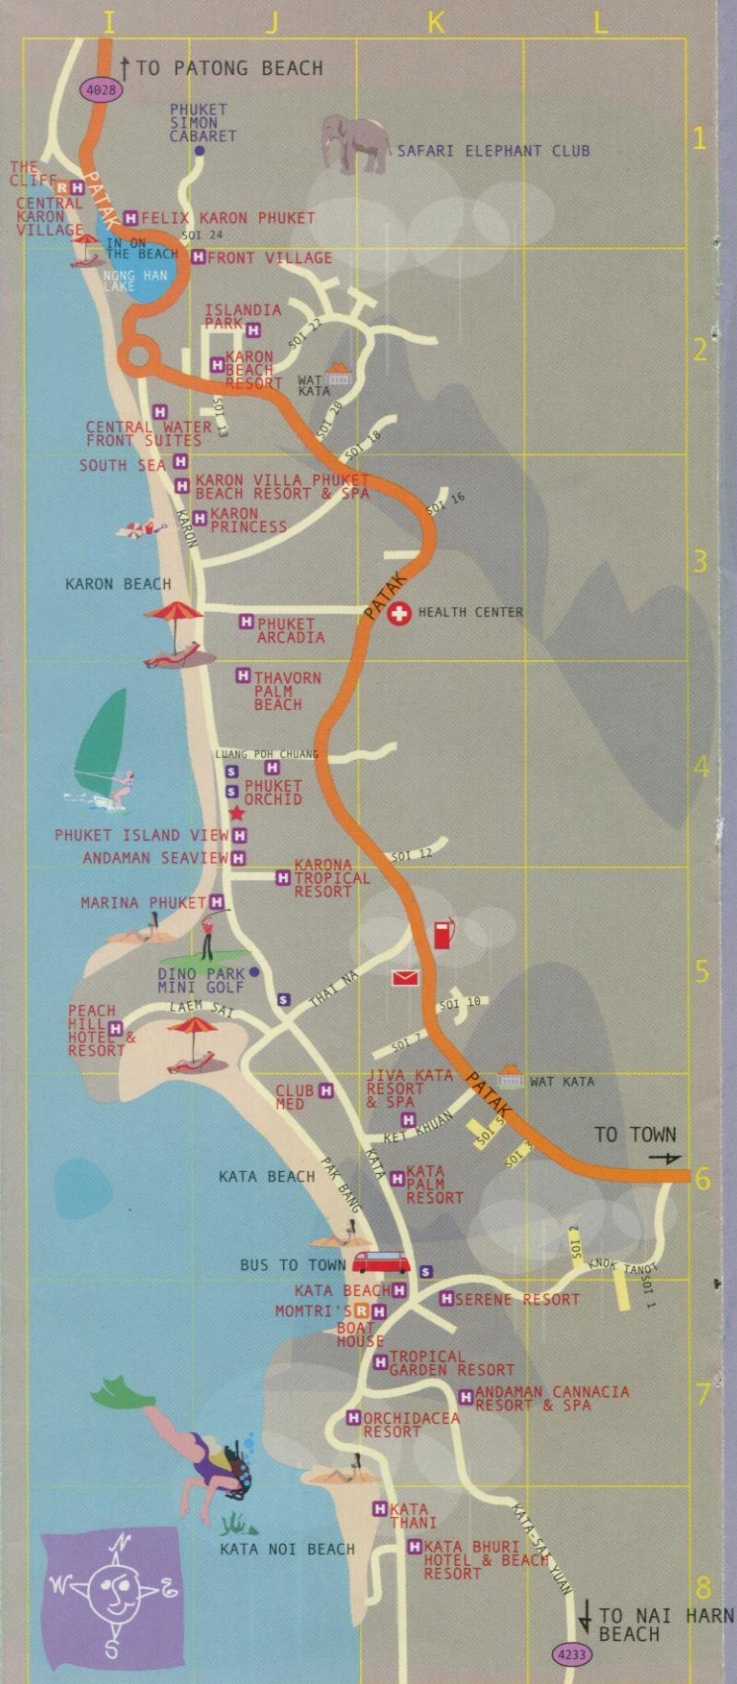 I J K L
TO PATONG BEACH
4028
PHUKET
SIMON
CABARET
1
SAFARI ELEPHANT CLUB
THE
CLIFF
R H
PATAK
CENTRAL
KARON
VILLAGE
H FELIX KARON PHUKET
SOI 24
IN ON
THE BEACH
H FRONT VILLAGE
NONG HAN
LAKE
ISLANDIA
PARK H
SOI 22
2
H KARON
BEACH
RESORT
WAT
KATA
H
SOI 13
SOI 20
CENTRAL WATER
FRONT SUITES
SOI 18
SOUTH SEA H
H KARON VILLA PHUKET
BEACH RESORT & SPA
SOI 16
H KARON
PRINCESS
KARON
3
KARON BEACH
PATAK
HEALTH CENTER
H PHUKET
ARCADIA
H THAVORN
PALM
BEACH
LUANG POH CHUANG
4
S H
S PHUKET
ORCHID
PHUKET ISLAND VIEW H
ANDAMAN SEAVIEW H
SOI 12
H KARONA
TROPICAL
RESORT
MARINA PHUKET H
5
DINO PARK
MINI GOLF
THAI NA
S
SOI 10
LAEM SAI
PEACH
HILL H
HOTEL &
RESORT
SOI 7
JIVA KATA
RESORT
& SPA
H
PATAK
WAT KATA
CLUB H
MED
KET KHUAN
SOI 5
SOI 3
TO TOWN
KATA BEACH
PAK BANG
KATA
H KATA
PALM
RESORT
6
SOI 2
BUS TO TOWN
S
KNOK TANOT
SOI 1
KATA BEACH H
H SERENE RESORT
MOMTRI'S R H
BOAT
HOUSE
H TROPICAL
GARDEN RESORT
7
H ANDAMAN CANNACIA
RESORT & SPA
H ORCHIDACEA
RESORT
H KATA
THANI
KATA NOI BEACH
H KATA BHURI
HOTEL & BEACH
RESORT
KATA-SAI YUAN
8
N
W E
S
TO NAI HARN
BEACH
4233